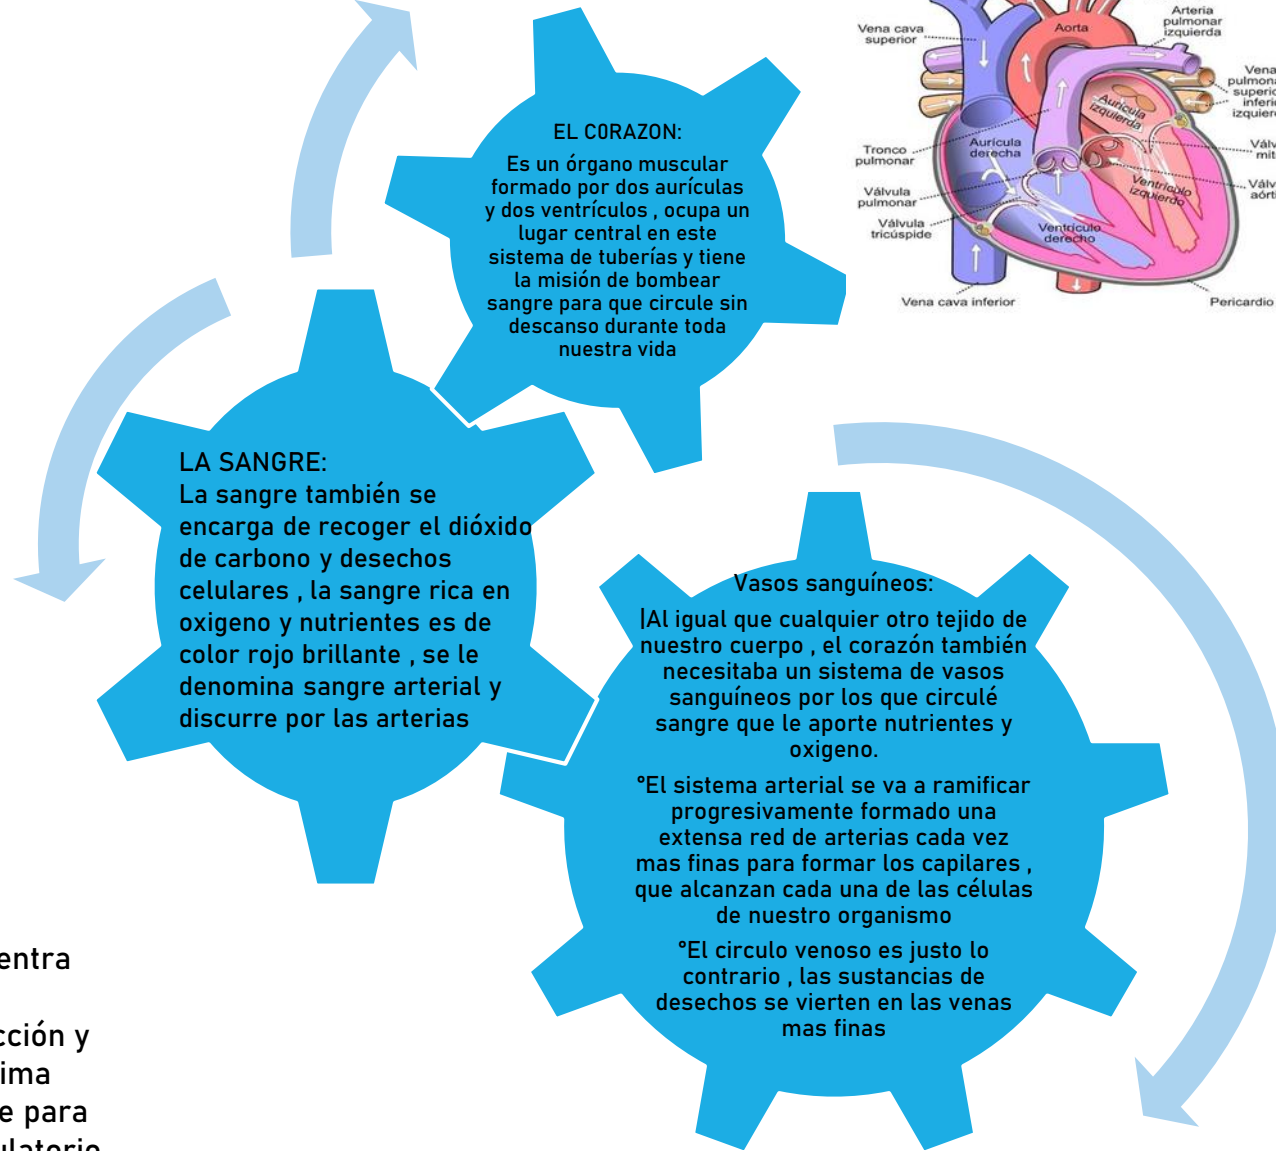 EL C0RAZON:
Es un órgano muscular
formado por dos aurículas
y dos ventrículos , ocupa un
lugar central en este
sistema de tuberías y tiene
la misión de bombear
sangre para que circule sin
descanso durante toda
nuestra vida
Vena cava
superior
Aorta
Arteria
pulmonar
izquierda
Aurícula
izquierda
Aurícula
derecha
Tronco
pulmonar
Válvula
pulmonar
Válvula
tricúspide
Ventrículo
izquierdo
Ventrículo
derecho
Vena cava inferior
Pericardio
LA SANGRE:
La sangre también se
encarga de recoger el dióxido
de carbono y desechos
celulares , la sangre rica en
oxigeno y nutrientes es de
color rojo brillante , se le
denomina sangre arterial y
discurre por las arterias
Vasos sanguíneos:
|Al igual que cualquier otro tejido de
nuestro cuerpo , el corazón también
necesitaba un sistema de vasos
sanguíneos por los que circulé
sangre que le aporte nutrientes y
oxigeno.
°El sistema arterial se va a ramificar
progresivamente formado una
extensa red de arterias cada vez
mas finas para formar los capilares ,
que alcanzan cada una de las células
de nuestro organismo
°El circulo venoso es justo lo
contrario , las sustancias de
desechos se vierten en las venas
mas finas
entra
cción y
ima
e para